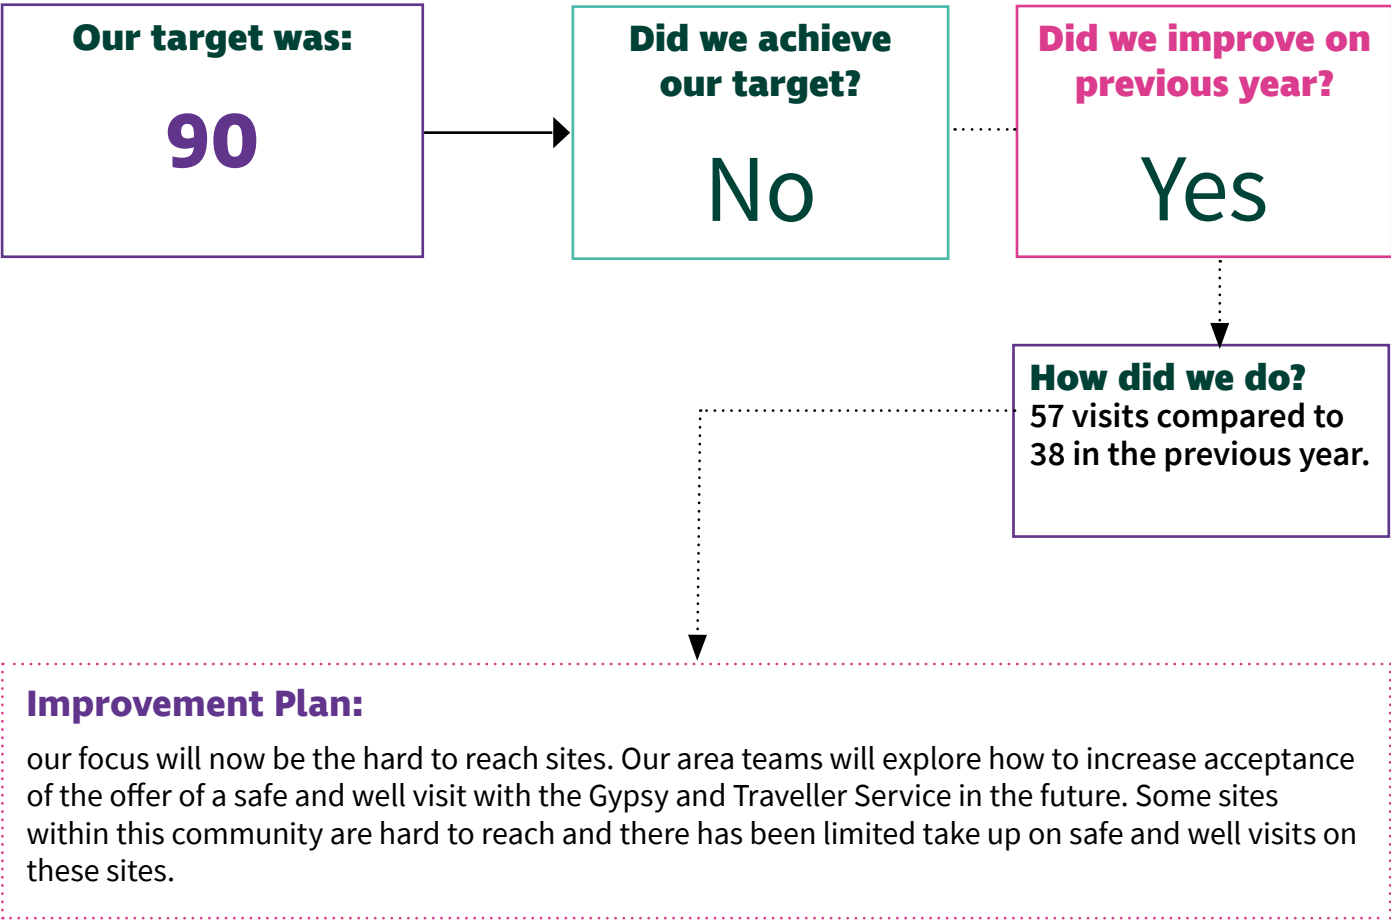 Our target was:
90
Did we achieve
our target?
No
Did we improve on
previous year?
Yes
How did we do?
57 visits compared to
38 in the previous year.
Improvement Plan:
our focus will now be the hard to reach sites. Our area teams will explore how to increase acceptance
of the offer of a safe and well visit with the Gypsy and Traveller Service in the future. Some sites
within this community are hard to reach and there has been limited take up on safe and well visits on
these sites.